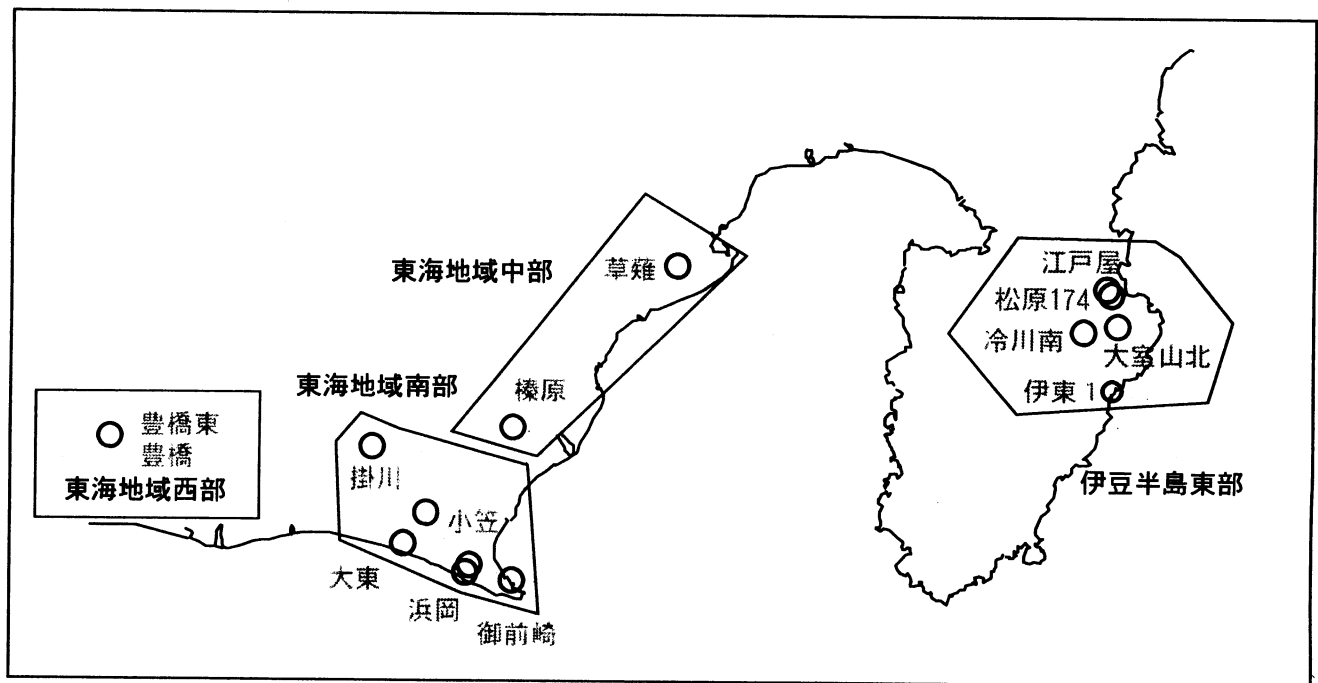 東海地域中部
草薙
榛原
東海地域南部
掛川
小笠
大東
浜岡
御前崎
豊橋東
豊橋
東海地域西部
江戸屋
松原174
冷川南
大室山北
伊東1
伊豆半島東部